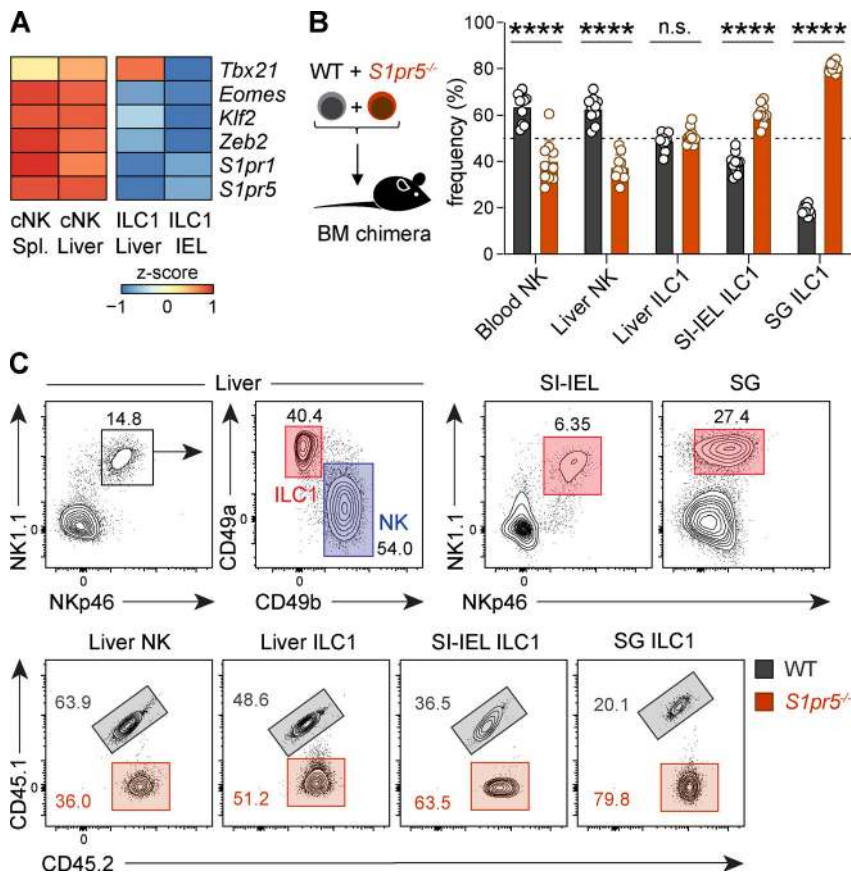 A
Tbx21
Eomes
Klf2
Zeb2
S1pr1
S1pr5
cNK cNK ILC1 ILC1
Spl. Liver Liver IEL
z-score
−1 0 1
B
WT + S1pr5-/-
+
BM chimera
**** **** n.s. **** ****
frequency (%)
100
80
60
40
20
0
Blood NK
Liver NK
Liver ILC1
SI-IEL ILC1
SG ILC1
C
Liver
SI-IEL
SG
14.8
40.4
6.35
27.4
ILC1
NK
54.0
NK1.1
0
0
NKp46
CD49a
0
0
CD49b
NK1.1
0
0
0
NKp46
Liver NK
Liver ILC1
SI-IEL ILC1
SG ILC1
63.9
48.6
36.5
20.1
36.0
51.2
63.5
79.8
CD45.1
0
0
CD45.2
WT
S1pr5-/-